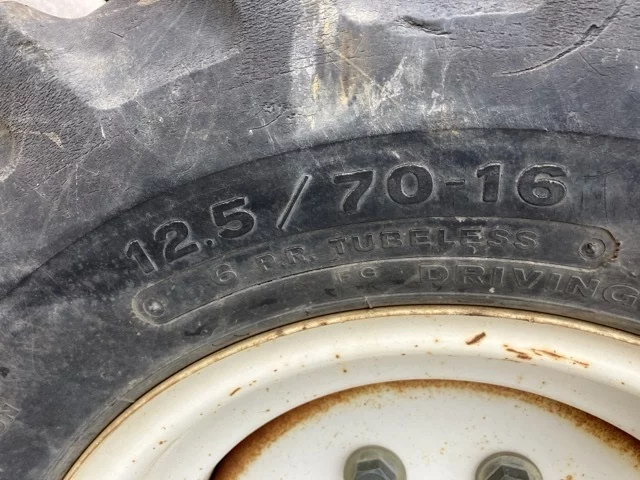 12.5/70-16
6 P.R. TUBELESS
DRIVING